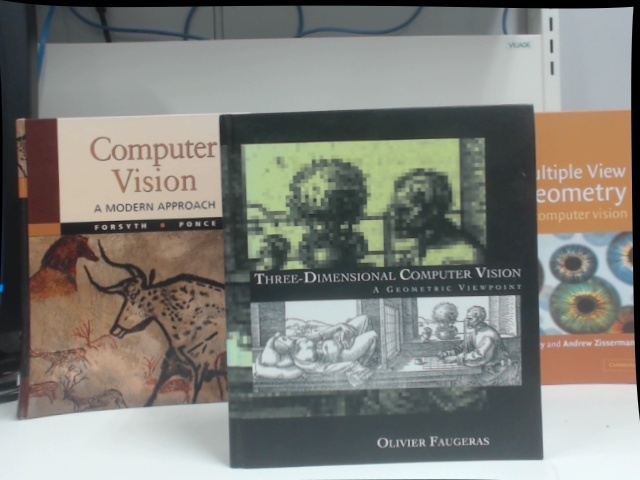 Computer
Vision
A MODERN APPROACH
FORSYTH ■ PONCE
THREE-DIMENSIONAL COMPUTER VISION
A GEOMETRIC VIEWPOINT
OLIVIER FAUGERAS
ultiple View
eometry
computer vision
y and Andrew Zisserman